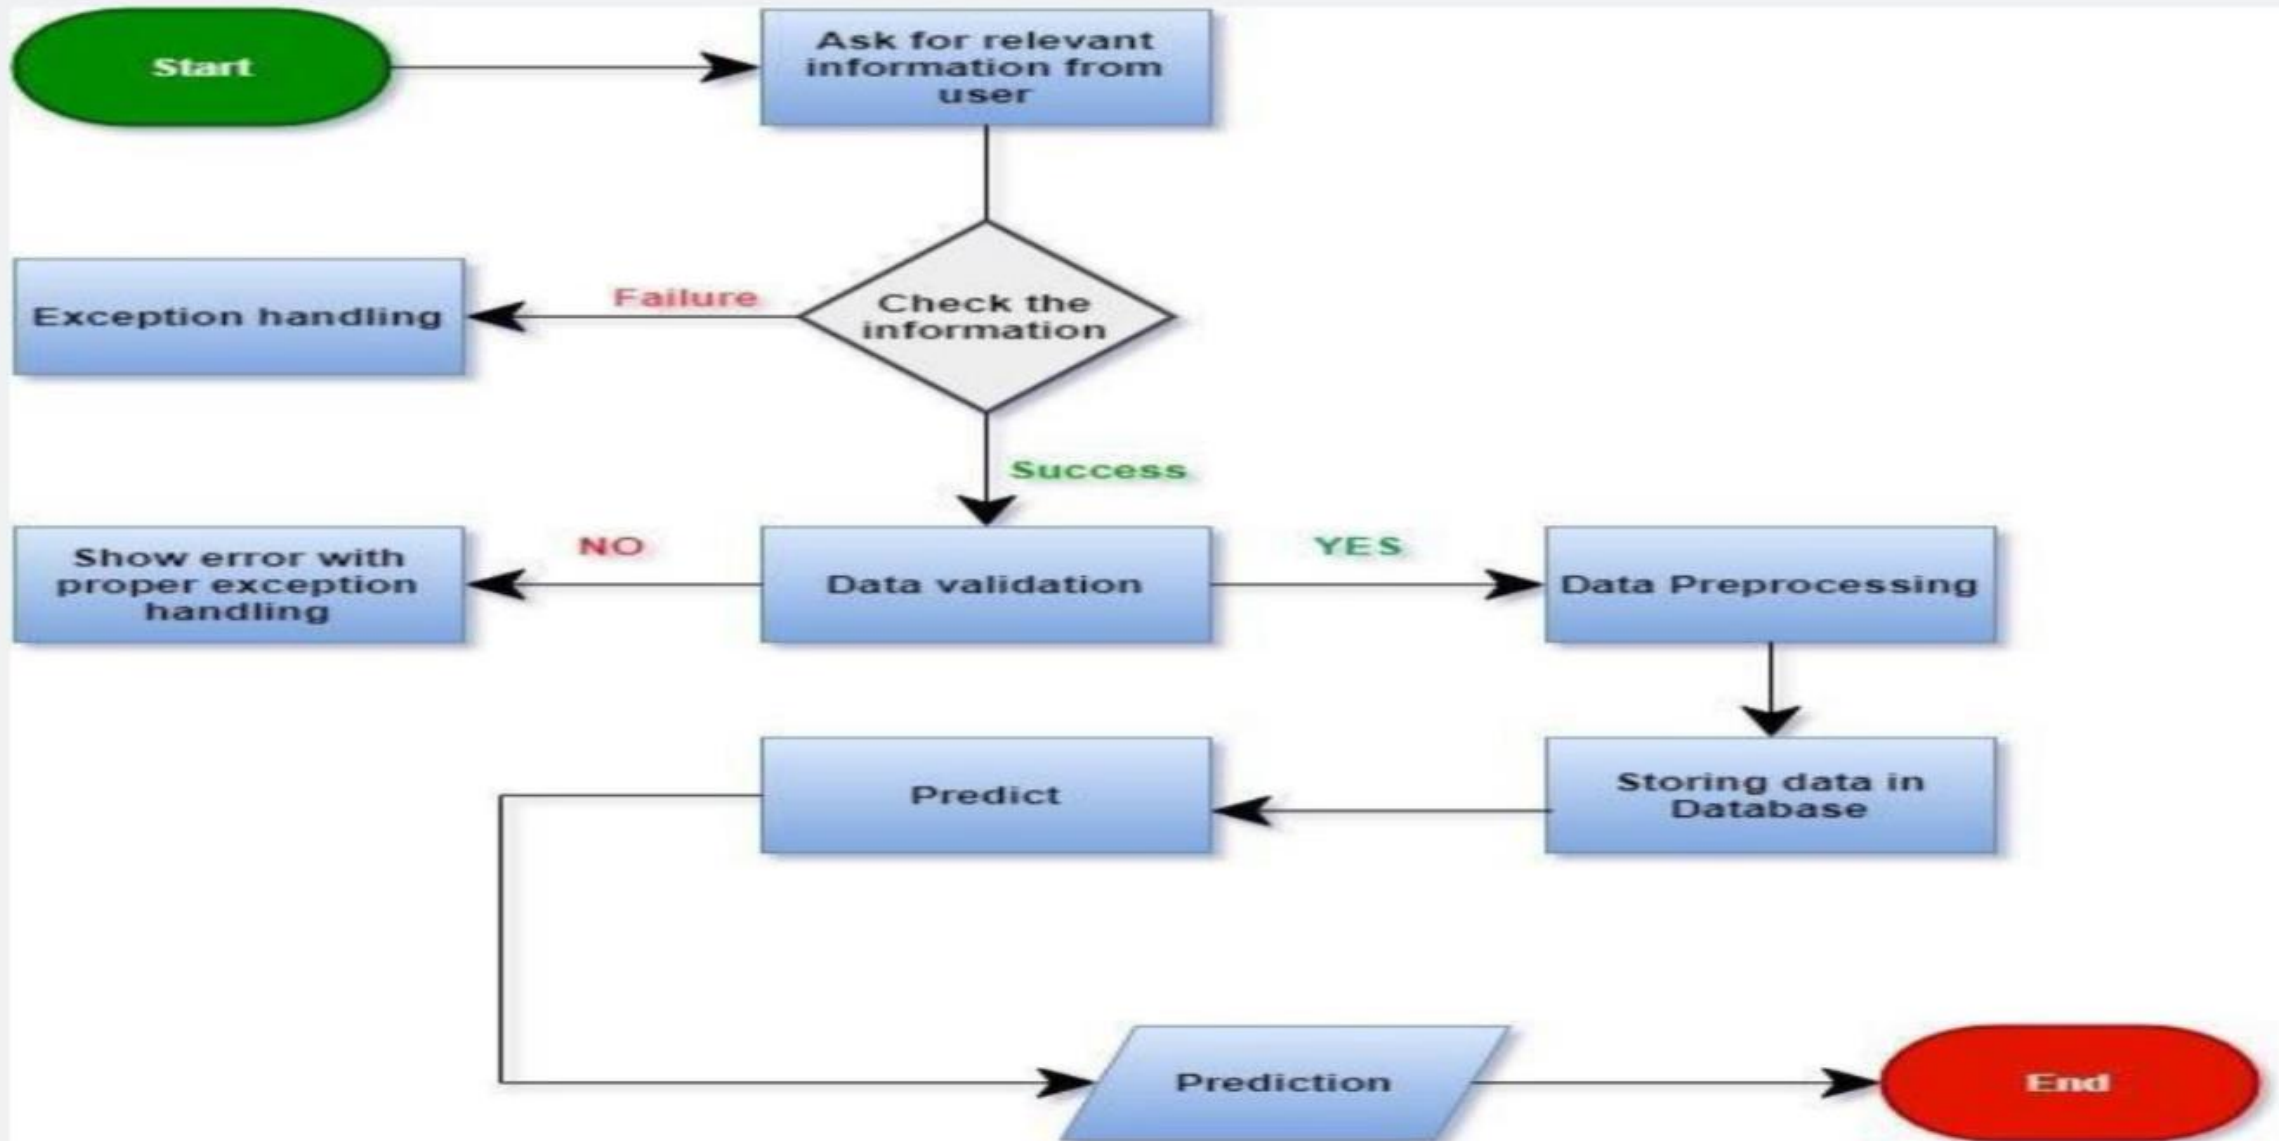 Start
Ask for relevant
information from
user
Exception handling
Failure
Check the
information
Success
Show error with
proper exception
handling
NO
Data validation
YES
Data Preprocessing
Predict
Storing data in
Database
Prediction
End